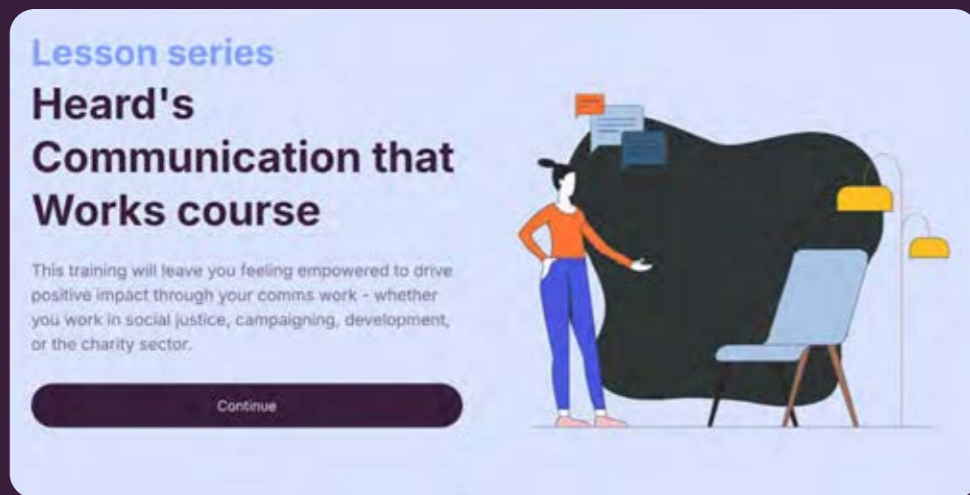 Lesson series
Heard's
Communication that
Works course
This training will leave you feeling empowered to drive
positive impact through your comms work - whether
you work in social justice, campaigning, development,
or the charity sector.
Continue